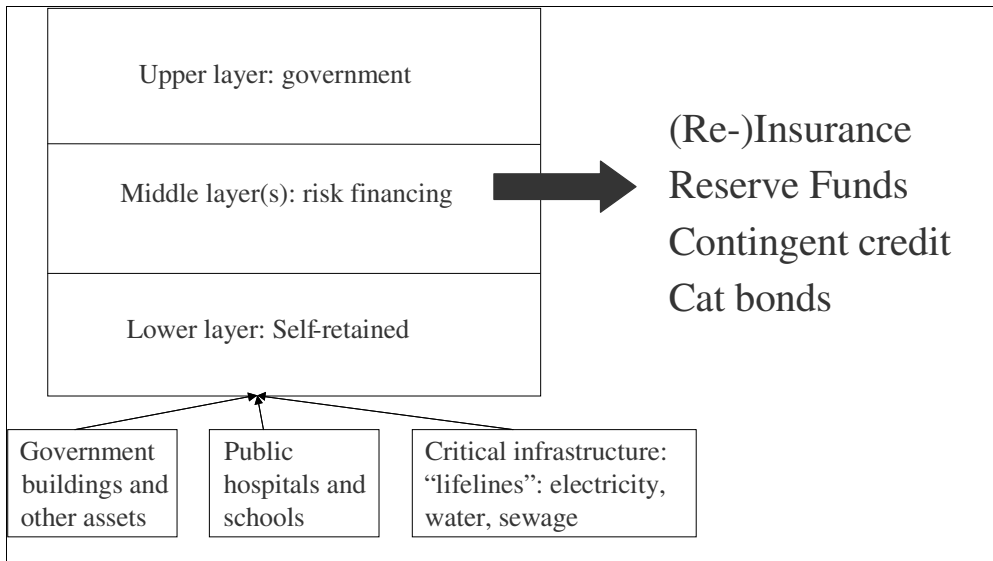 Upper layer: government
Middle layer(s): risk financing
Lower layer: Self-retained
(Re-)Insurance
Reserve Funds
Contingent credit
Cat bonds
Government
buildings and
other assets
Public
hospitals and
schools
Critical infrastructure:
“lifelines”: electricity,
water, sewage